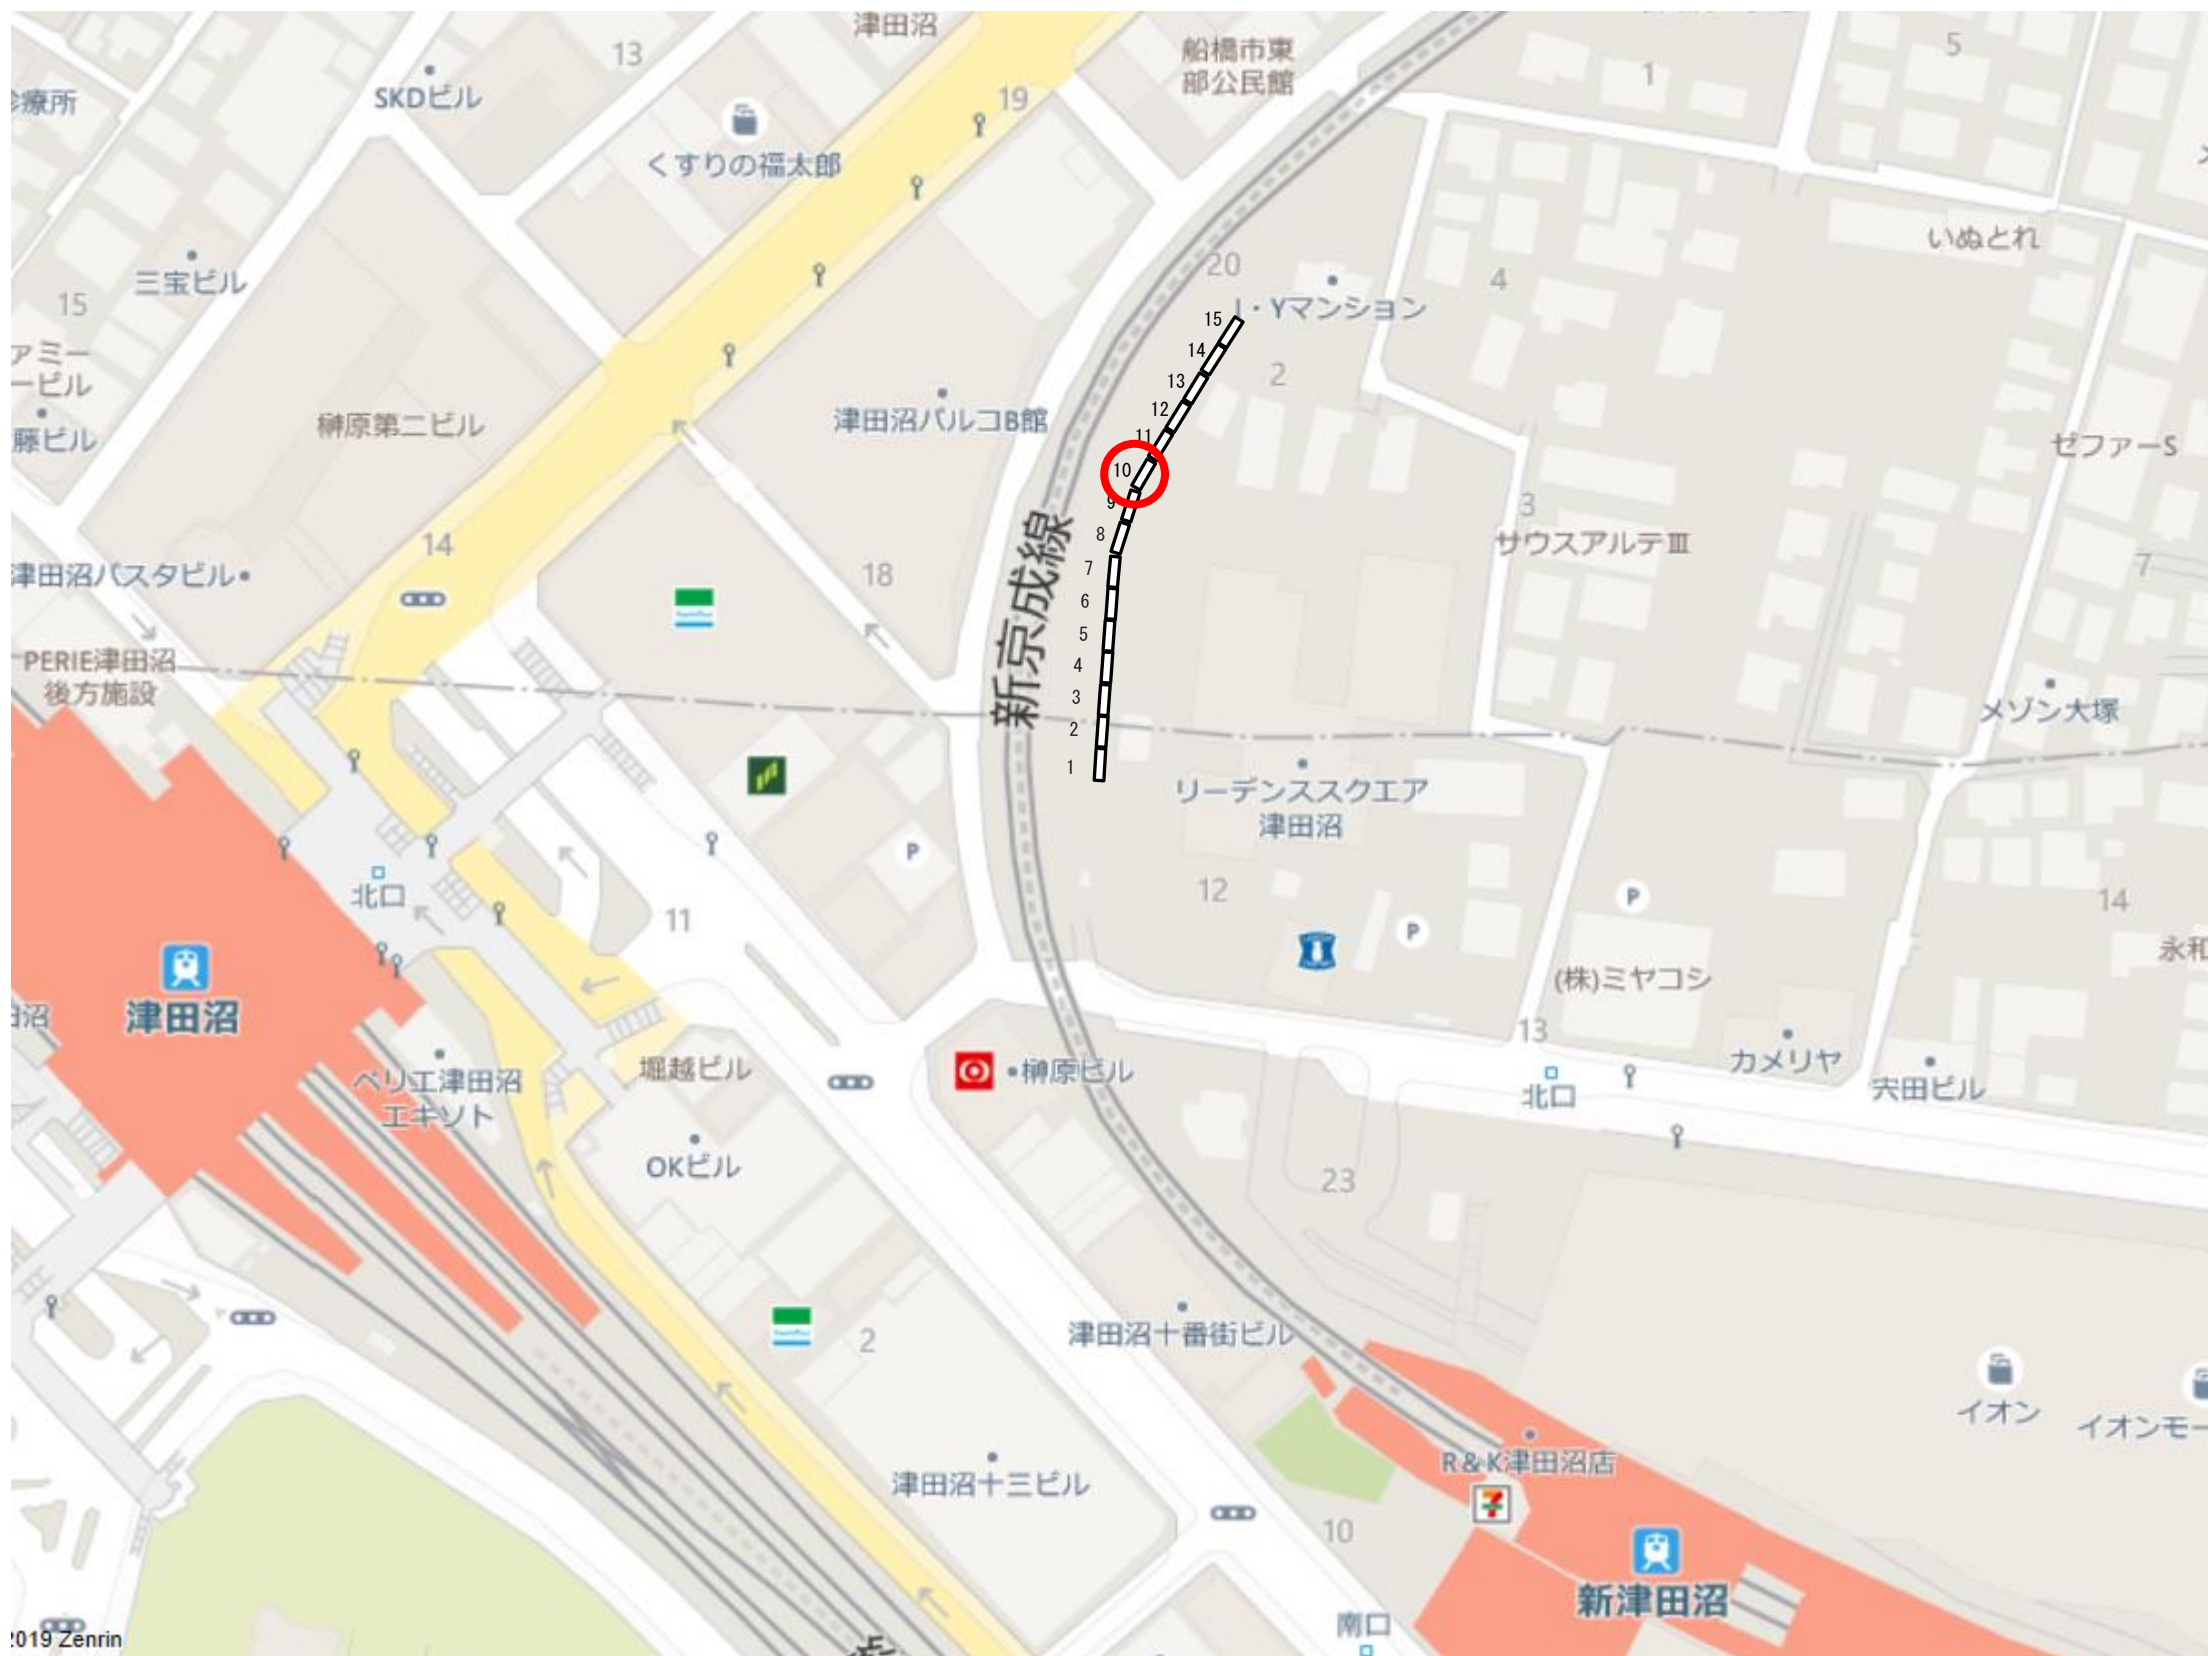 津田沼
13
SKDビル
療所
19
船橋市東
部公民館
1
5
くすりの福太郎
三宝ビル
15
ァミー
ービル
藤ビル
榊原第二ビル
津田沼パルコB館
20
・Yマンション
4
いぬとれ
2
15
14
13
12
11
10
9
8
7
6
5
4
3
2
1
ゼファーS
3
サウスアルテⅢ
7
津田沼パスタビル
14
18
新京成線
PERIE津田沼
後方施設
メゾン大塚
リーデンススクエア
津田沼
P
12
P
P
14
北口
11
(株)ミヤコシ
永和
津田沼
田沼
13
カメリヤ
北口
宍田ビル
ペリエ津田沼
エキソト
堀越ビル
榊原ビル
OKビル
23
津田沼十番街ビル
2
イオン
イオンモー
R&K津田沼店
津田沼十三ビル
7
10
新津田沼
南口
2019 Zenrin